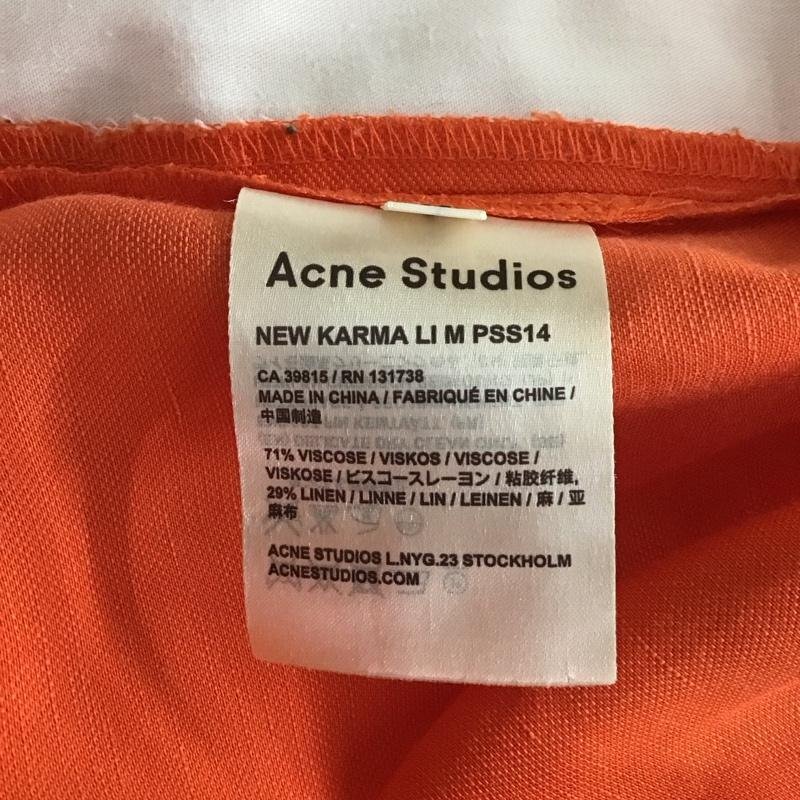 Acne Studios
NEW KARMA LI M PSS14
CA 39815 / RN 131738
MADE IN CHINA / FABRIQUÉ EN CHINE /
中国制造
71% VISCOSE / VISKOS / VISCOSE /
VISKOSE / ビスコースレーヨン / 粘胶纤维,
29% LINEN / LINNE / LIN / LEINEN / 麻 / 亚
麻布
ACNE STUDIOS L.NYG.23 STOCKHOLM
ACNESTUDIOS.COM